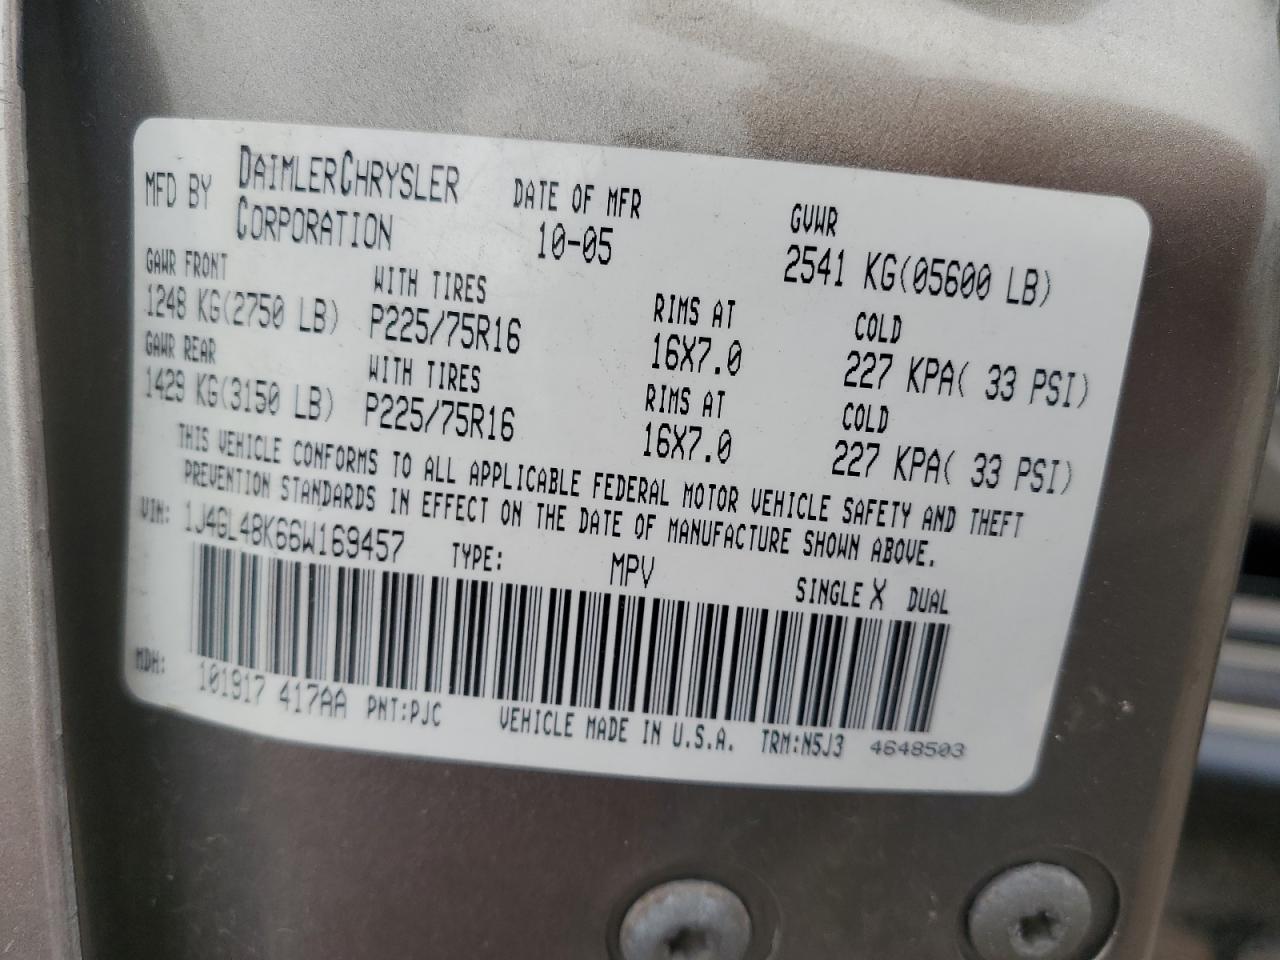 MFD BY DAIMLERCHRYSLER CORPORATION DATE OF MFR 10-05 GVWR 2541 KG(05600 LB)
GAWR FRONT WITH TIRES RIMS AT COLD
1248 KG(2750 LB) P225/75R16 16X7.0 227 KPA( 33 PSI)
GAWR REAR WITH TIRES RIMS AT COLD
1429 KG(3150 LB) P225/75R16 16X7.0 227 KPA( 33 PSI)
THIS VEHICLE CONFORMS TO ALL APPLICABLE FEDERAL MOTOR VEHICLE SAFETY AND THEFT
PREVENTION STANDARDS IN EFFECT ON THE DATE OF MANUFACTURE SHOWN ABOVE.
VIN: 1J4GL48K66W169457 TYPE: MPV SINGLE X DUAL
MDH: 101917 417AA PNT:PJC VEHICLE MADE IN U.S.A. TRM:N5J3 4648503